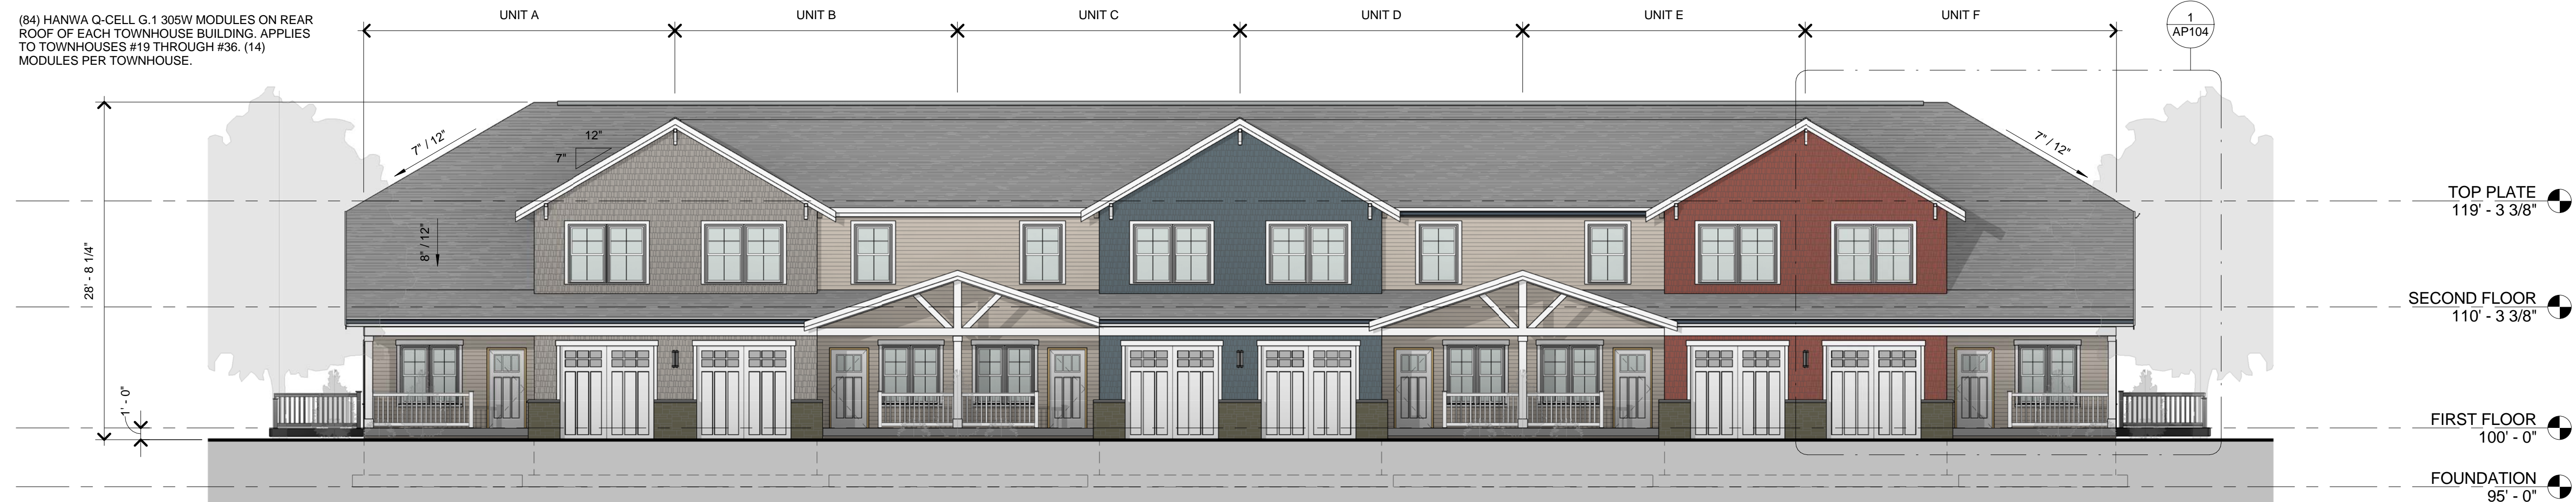 (84) HANWA Q-CELL G.1 305W MODULES ON REAR
ROOF OF EACH TOWNHOUSE BUILDING. APPLIES
TO TOWNHOUSES #19 THROUGH #36. (14)
MODULES PER TOWNHOUSE.
UNIT A
UNIT B
UNIT C
UNIT D
UNIT E
UNIT F
1
AP104
7" / 12"
12"
7"
7" / 12"
8" / 12"
28' - 8 1/4"
1' - 0"
TOP PLATE
119' - 3 3/8"
SECOND FLOOR
110' - 3 3/8"
FIRST FLOOR
100' - 0"
FOUNDATION
95' - 0"